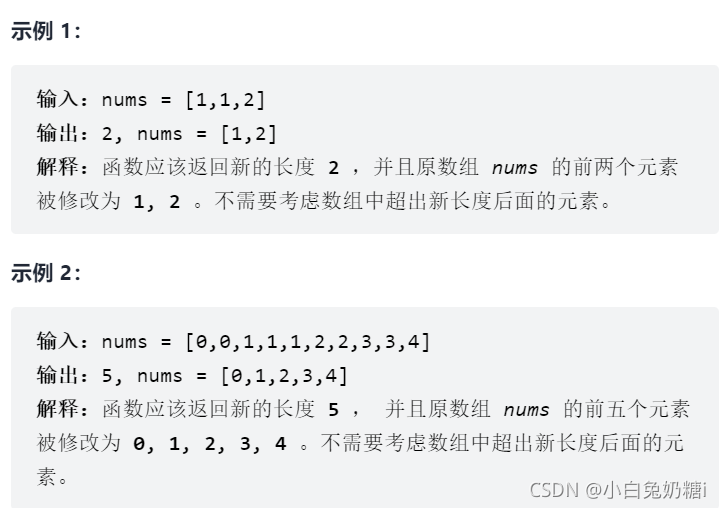 示例 1：
输入：nums = [1,1,2]
输出：2, nums = [1,2]
解释：函数应该返回新的长度 2 ，并且原数组 nums 的前两个元素
被修改为 1, 2 。不需要考虑数组中超出新长度后面的元素。
示例 2：
输入：nums = [0,0,1,1,1,2,2,3,3,4]
输出：5, nums = [0,1,2,3,4]
解释：函数应该返回新的长度 5 ， 并且原数组 nums 的前五个元素
被修改为 0, 1, 2, 3, 4 。不需要考虑数组中超出新长度后面的元
素。
CSDN @小白兔奶糖i